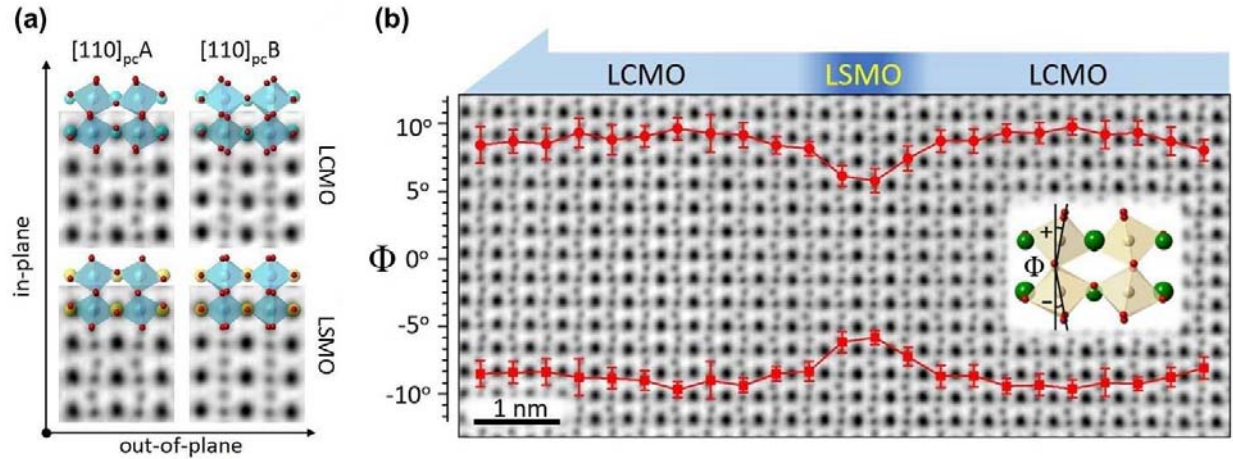 (a)
[110]pcA [110]pcB
LCMO
LSMO
in-plane
out-of-plane
(b)
LCMO LSMO LCMO
Φ
10°
5°
0°
-5°
-10°
+
Φ
−
1 nm